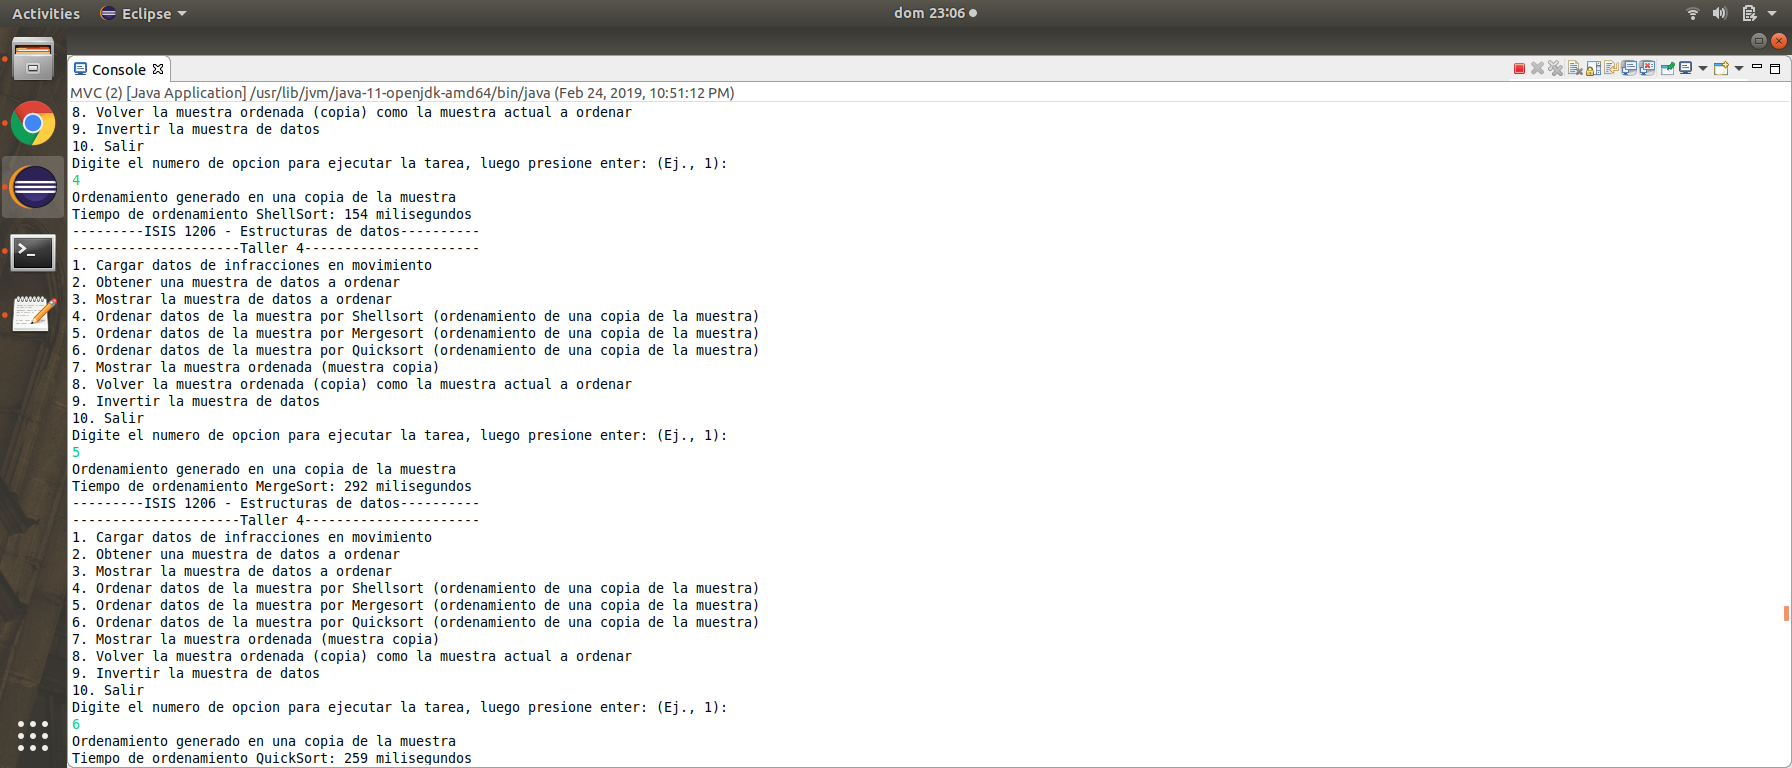 Activities Eclipse dom 23:06
Console
MVC (2) [Java Application] /usr/lib/jvm/java-11-openjdk-amd64/bin/java (Feb 24, 2019, 10:51:12 PM)
8. Volver la muestra ordenada (copia) como la muestra actual a ordenar
9. Invertir la muestra de datos
10. Salir
Digite el numero de opcion para ejecutar la tarea, luego presione enter: (Ej., 1):
4
Ordenamiento generado en una copia de la muestra
Tiempo de ordenamiento ShellSort: 154 milisegundos
---------ISIS 1206 - Estructuras de datos----------
---------------------Taller 4----------------------
1. Cargar datos de infracciones en movimiento
2. Obtener una muestra de datos a ordenar
3. Mostrar la muestra de datos a ordenar
4. Ordenar datos de la muestra por Shellsort (ordenamiento de una copia de la muestra)
5. Ordenar datos de la muestra por Mergesort (ordenamiento de una copia de la muestra)
6. Ordenar datos de la muestra por Quicksort (ordenamiento de una copia de la muestra)
7. Mostrar la muestra ordenada (muestra copia)
8. Volver la muestra ordenada (copia) como la muestra actual a ordenar
9. Invertir la muestra de datos
10. Salir
Digite el numero de opcion para ejecutar la tarea, luego presione enter: (Ej., 1):
5
Ordenamiento generado en una copia de la muestra
Tiempo de ordenamiento MergeSort: 292 milisegundos
---------ISIS 1206 - Estructuras de datos----------
---------------------Taller 4----------------------
1. Cargar datos de infracciones en movimiento
2. Obtener una muestra de datos a ordenar
3. Mostrar la muestra de datos a ordenar
4. Ordenar datos de la muestra por Shellsort (ordenamiento de una copia de la muestra)
5. Ordenar datos de la muestra por Mergesort (ordenamiento de una copia de la muestra)
6. Ordenar datos de la muestra por Quicksort (ordenamiento de una copia de la muestra)
7. Mostrar la muestra ordenada (muestra copia)
8. Volver la muestra ordenada (copia) como la muestra actual a ordenar
9. Invertir la muestra de datos
10. Salir
Digite el numero de opcion para ejecutar la tarea, luego presione enter: (Ej., 1):
6
Ordenamiento generado en una copia de la muestra
Tiempo de ordenamiento QuickSort: 259 milisegundos